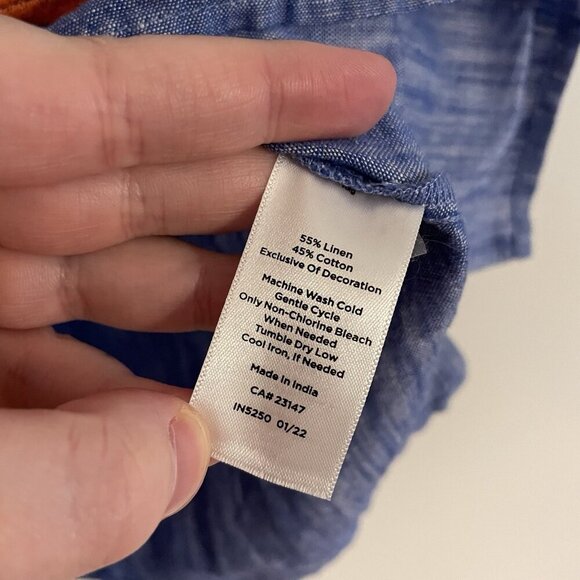 55% Linen
45% Cotton
Exclusive Of Decoration
Machine Wash Cold
Gentle Cycle
Only Non-Chlorine Bleach
When Needed
Tumble Dry Low
Cool Iron, If Needed
Made In India
CA# 23147
IN5250 01/22